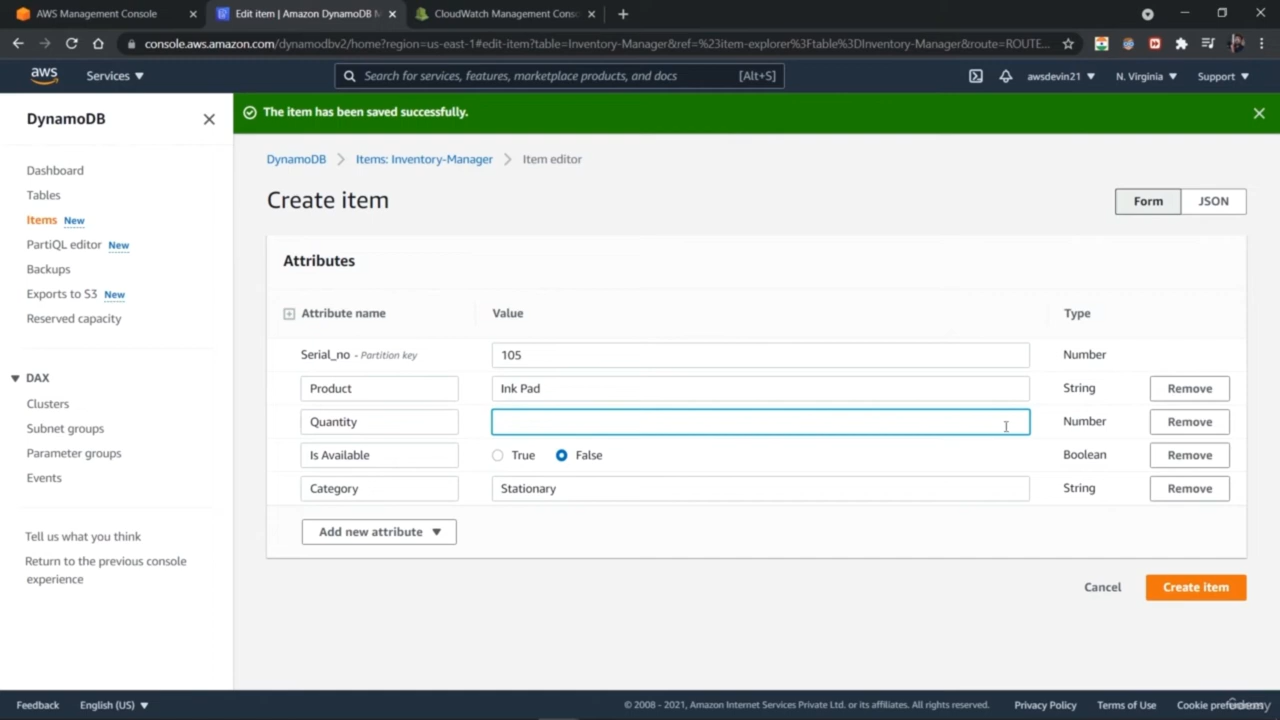 AWS Management Console
Edit item | Amazon DynamoDB M
CloudWatch Management Conso
console.aws.amazon.com/dynamodbv2/home?region=us-east-1#edit-item?table=Inventory-Manager&ref=%23item-explorer%3Ftable%3DInventory-Manager&route=ROUTE...
aws
Services
Search for services, features, marketplace products, and docs
[Alt+S]
awsdevin21
N. Virginia
Support
DynamoDB
The item has been saved successfully.
DynamoDB
Items: Inventory-Manager
Item editor
Dashboard
Tables
Items New
PartiQL editor New
Backups
Exports to S3 New
Reserved capacity
DAX
Clusters
Subnet groups
Parameter groups
Events
Tell us what you think
Return to the previous console
experience
Create item
Form
JSON
Attributes
Attribute name
Value
Type
Serial_no - Partition key
105
Number
Product
Ink Pad
String
Remove
Quantity
Number
Remove
Is Available
True
False
Boolean
Remove
Category
Stationary
String
Remove
Add new attribute
Cancel
Create item
Feedback
English (US)
© 2008 - 2021, Amazon Internet Services Private Ltd. or its affiliates. All rights reserved.
Privacy Policy
Terms of Use
Cookie preferences